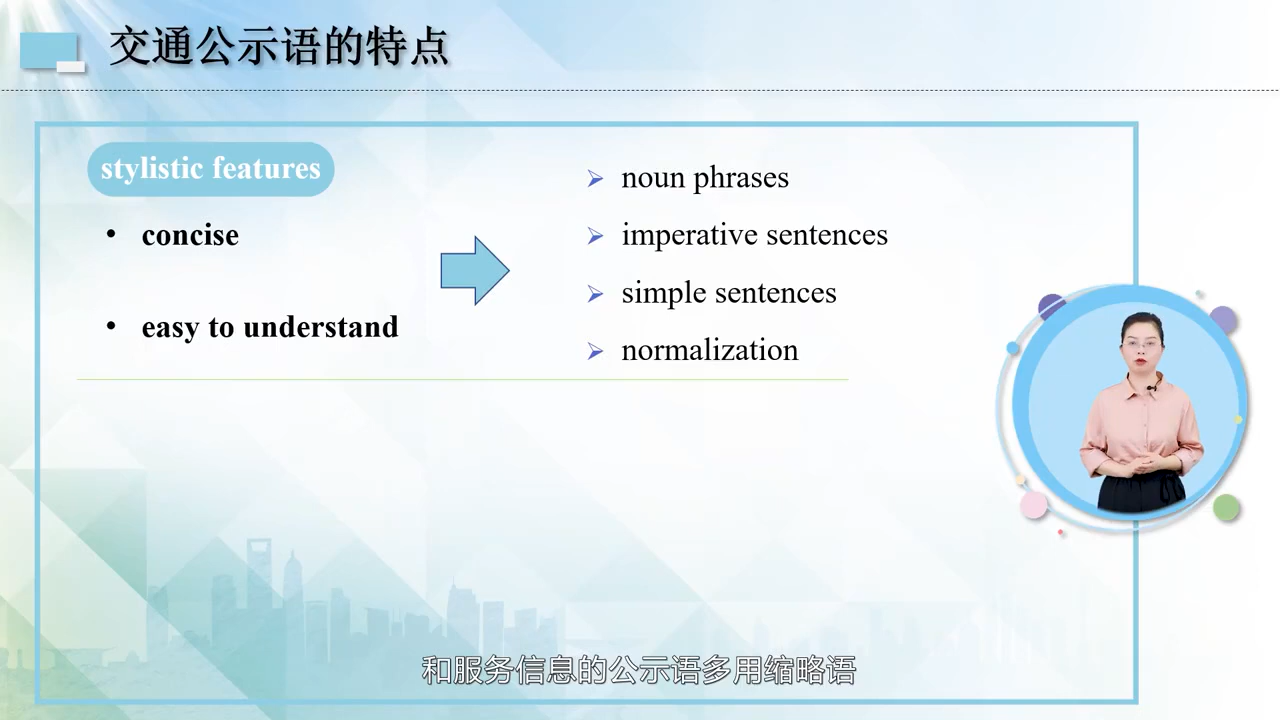 交通公示语的特点
stylistic features
• concise
• easy to understand
➢ noun phrases
➢ imperative sentences
➢ simple sentences
➢ normalization
和服务信息的公示语多用缩略语